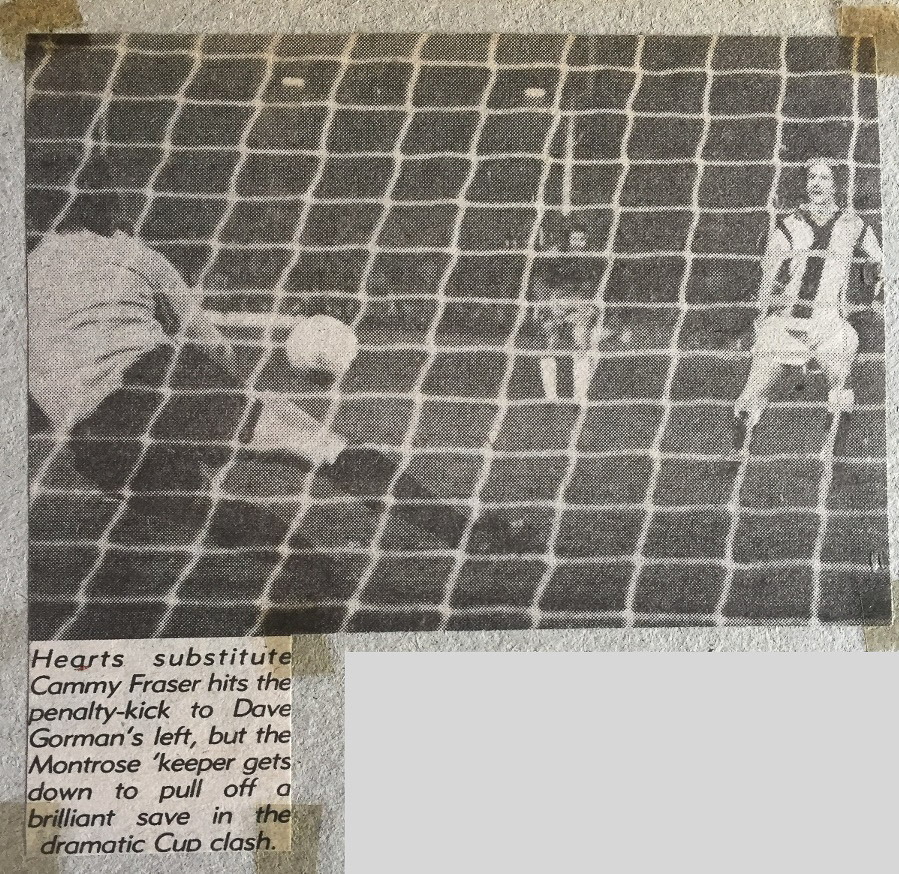 Hearts substitute
Cammy Fraser hits the
penalty-kick to Dave
Gorman's left, but the
Montrose 'keeper gets
down to pull off a
brilliant save in the
dramatic Cup clash.